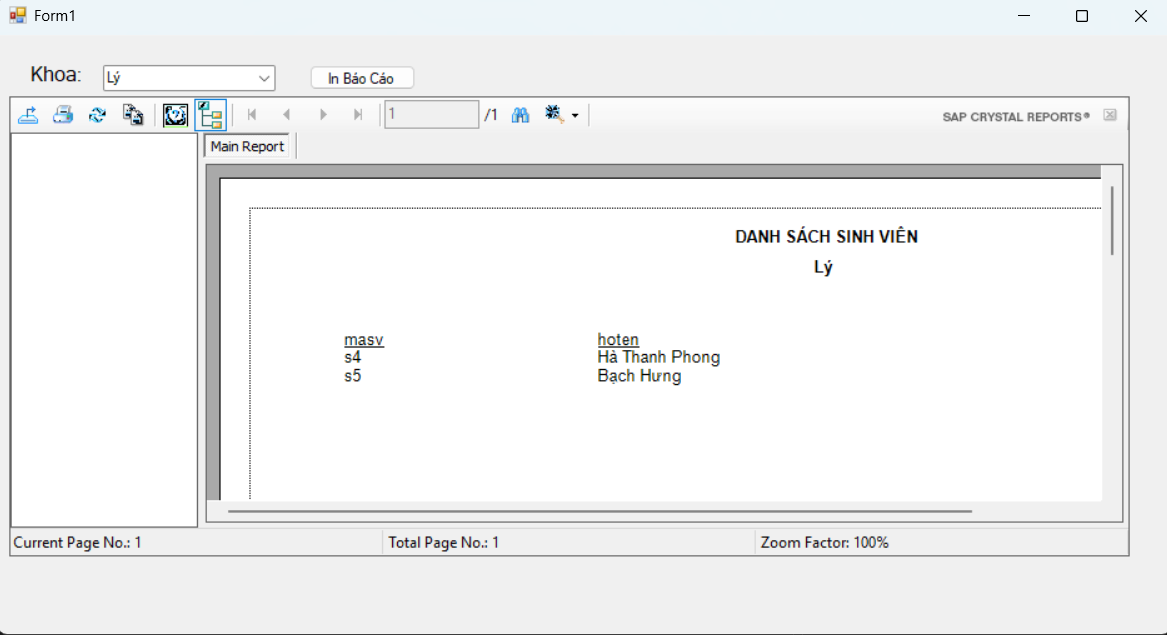 Form1
Khoa: Lý In Báo Cáo
1 /1 SAP CRYSTAL REPORTS®
Main Report
DANH SÁCH SINH VIÊN
Lý
masv hoten
s4 Hà Thanh Phong
s5 Bạch Hưng
Current Page No.: 1 Total Page No.: 1 Zoom Factor: 100%